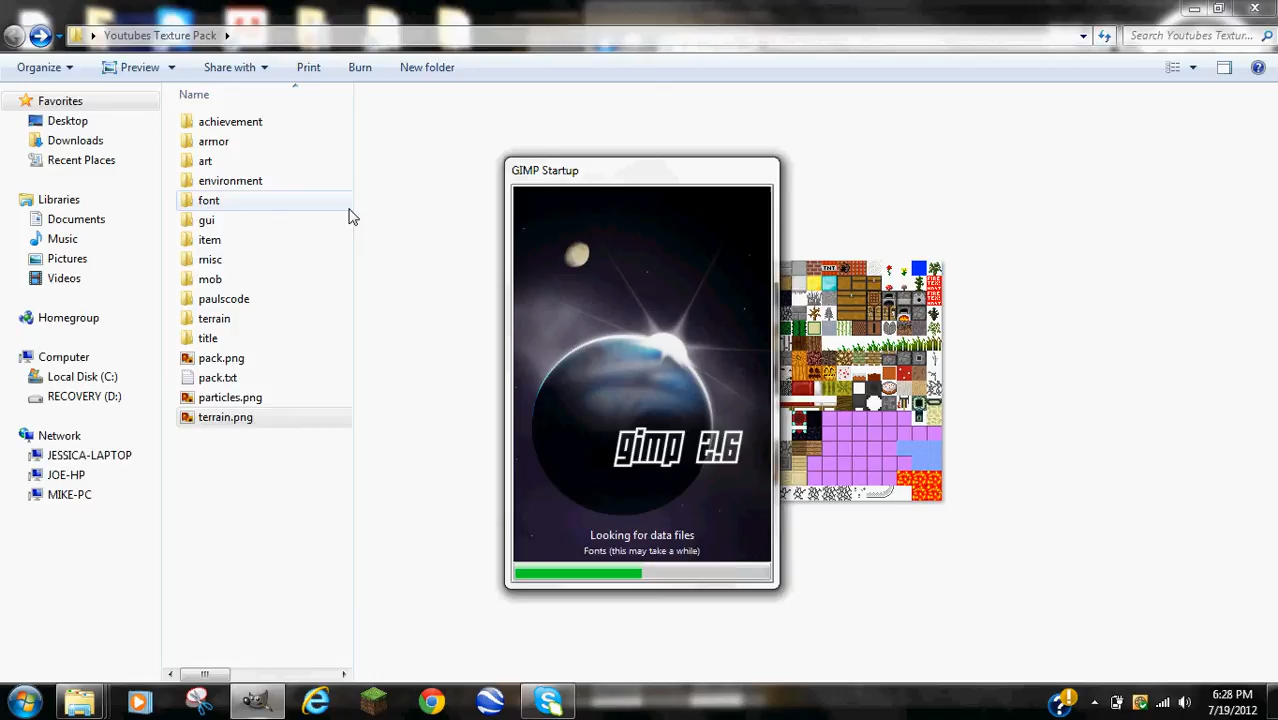 Youtubes Texture Pack
Search Youtubes Textur...
Organize
Preview
Share with
Print
Burn
New folder
Favorites
Desktop
Downloads
Recent Places
Libraries
Documents
Music
Pictures
Videos
Homegroup
Computer
Local Disk (C:)
RECOVERY (D:)
Network
JESSICA-LAPTOP
JOE-HP
MIKE-PC
Name
achievement
armor
art
environment
font
gui
item
misc
mob
paulscode
terrain
title
pack.png
pack.txt
particles.png
terrain.png
GIMP Startup
gimp 2.6
Looking for data files
Fonts (this may take a while)
TNT
6:28 PM
7/19/2012